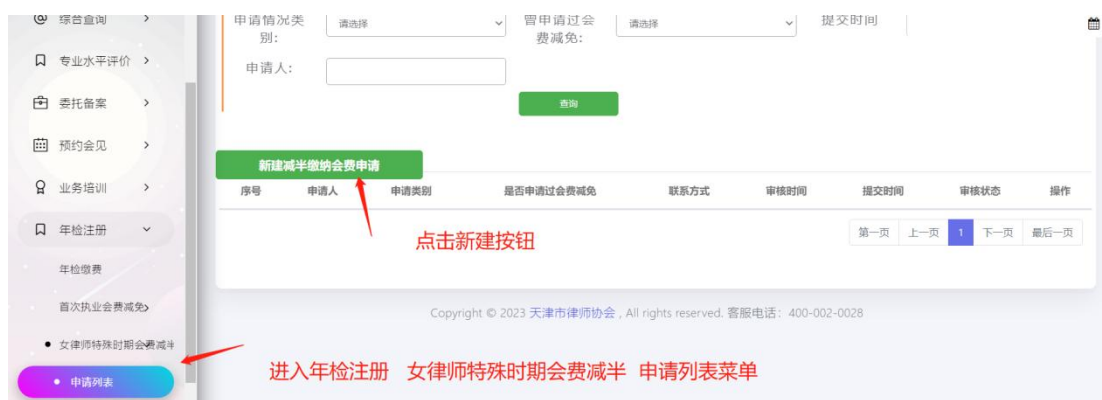 综合查询
专业水平评价
委托备案
预约会见
业务培训
年检注册
年检缴费
首次执业会费减免
女律师特殊时期会费减半
申请列表
申请情况类别:
请选择
曾申请过会费减免:
请选择
提交时间
申请人:
查询
新建减半缴纳会费申请
序号 申请人 申请类别 是否申请过会费减免 联系方式 审核时间 提交时间 审核状态 操作
点击新建按钮
第一页 上一页 1 下一页 最后一页
Copyright © 2023 天津市律师协会 , All rights reserved. 客服电话：400-002-0028
进入年检注册 女律师特殊时期会费减半 申请列表菜单